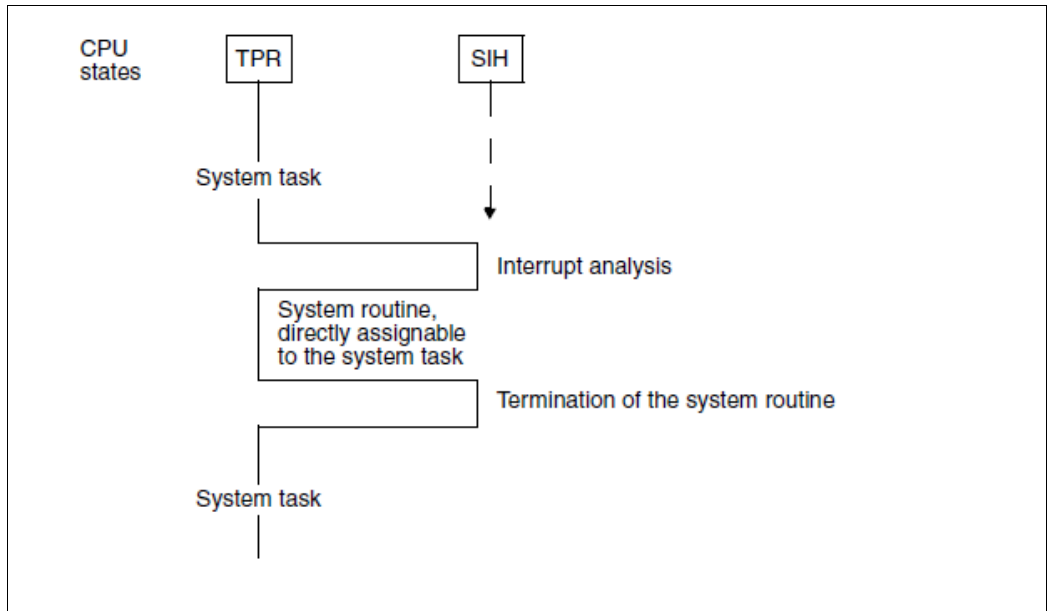 CPU
states
TPR
SIH
System task
Interrupt analysis
System routine,
directly assignable
to the system task
Termination of the system routine
System task